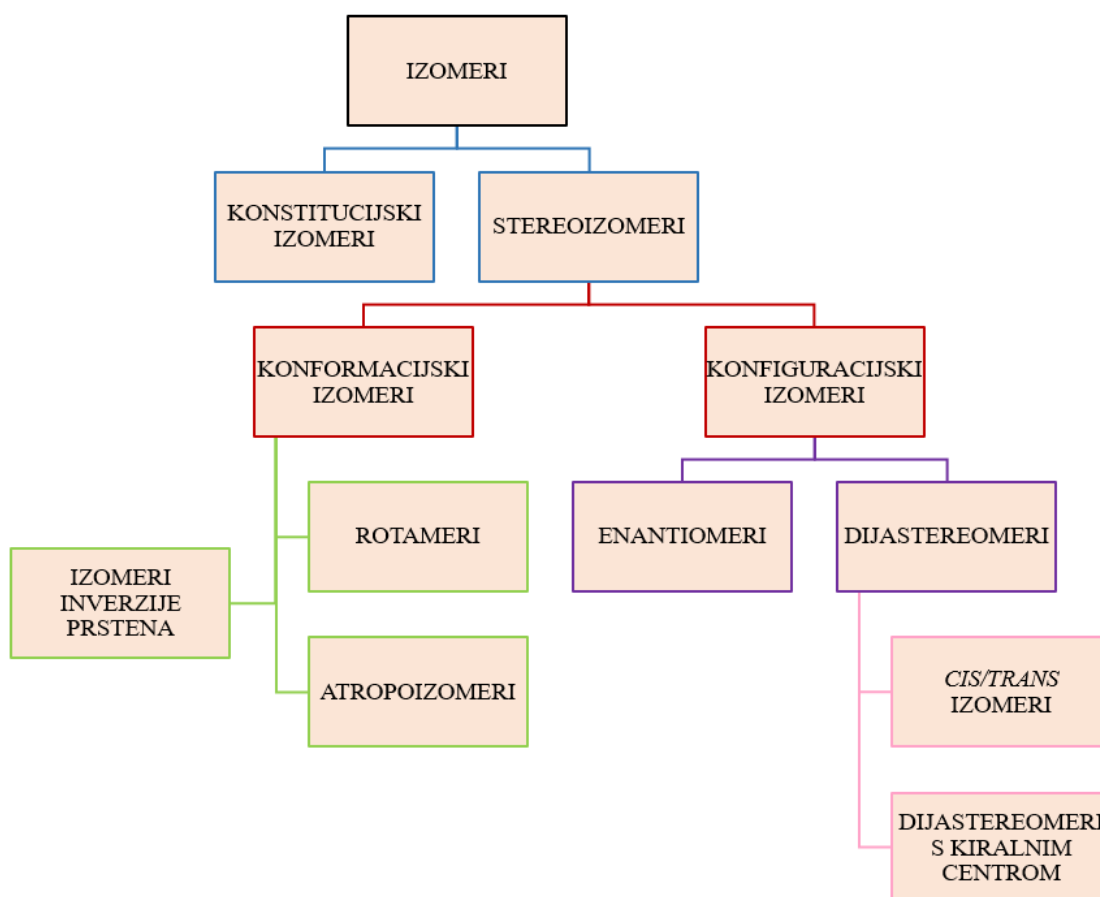 IZOMERI
KONSTITUCIJSKI
IZOMERI
STEREOIZOMERI
KONFORMACIJSKI
IZOMERI
KONFIGURACIJSKI
IZOMERI
ROTAMERI
ENANTIOMERI
DIJASTEREOMERI
IZOMERI
INVERZIJE
PRSTENA
ATROPOIZOMERI
CIS/TRANS
IZOMERI
DIJASTEREOMERI
S KIRALNIM
CENTROM